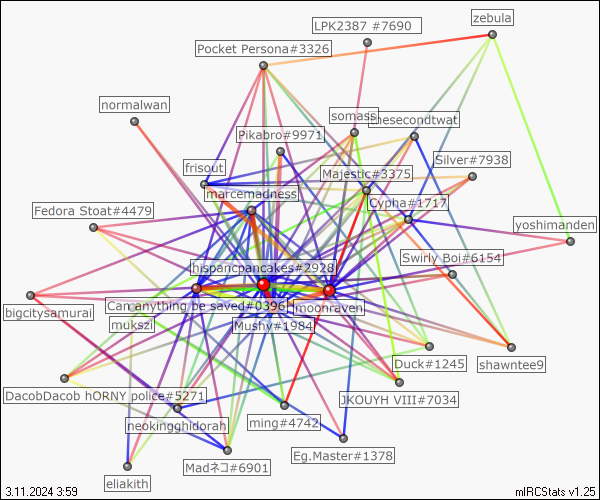 zebula
LPK2387 #7690
Pocket Persona#3326
normalwan
somass
thesecondtwat
Pikabro#9971
Silver#7938
frisout
Majestic#3375
marcemadness
Cypha#1717
Fedora Stoat#4479
yoshimanden
Swirly Boi#6154
hispanicpancakes#2928
Can anything be saved#0396
moonraven
bigcitysamurai
mukszil
Mushy#1984
Duck#1245
shawntee9
DacobDacob hORNY police#5271
JKOUYH VIII#7034
neokingghidorah
ming#4742
Eg.Master#1378
Madネコ#6901
eliakith
3.11.2024 3:59
mIRCStats v1.25